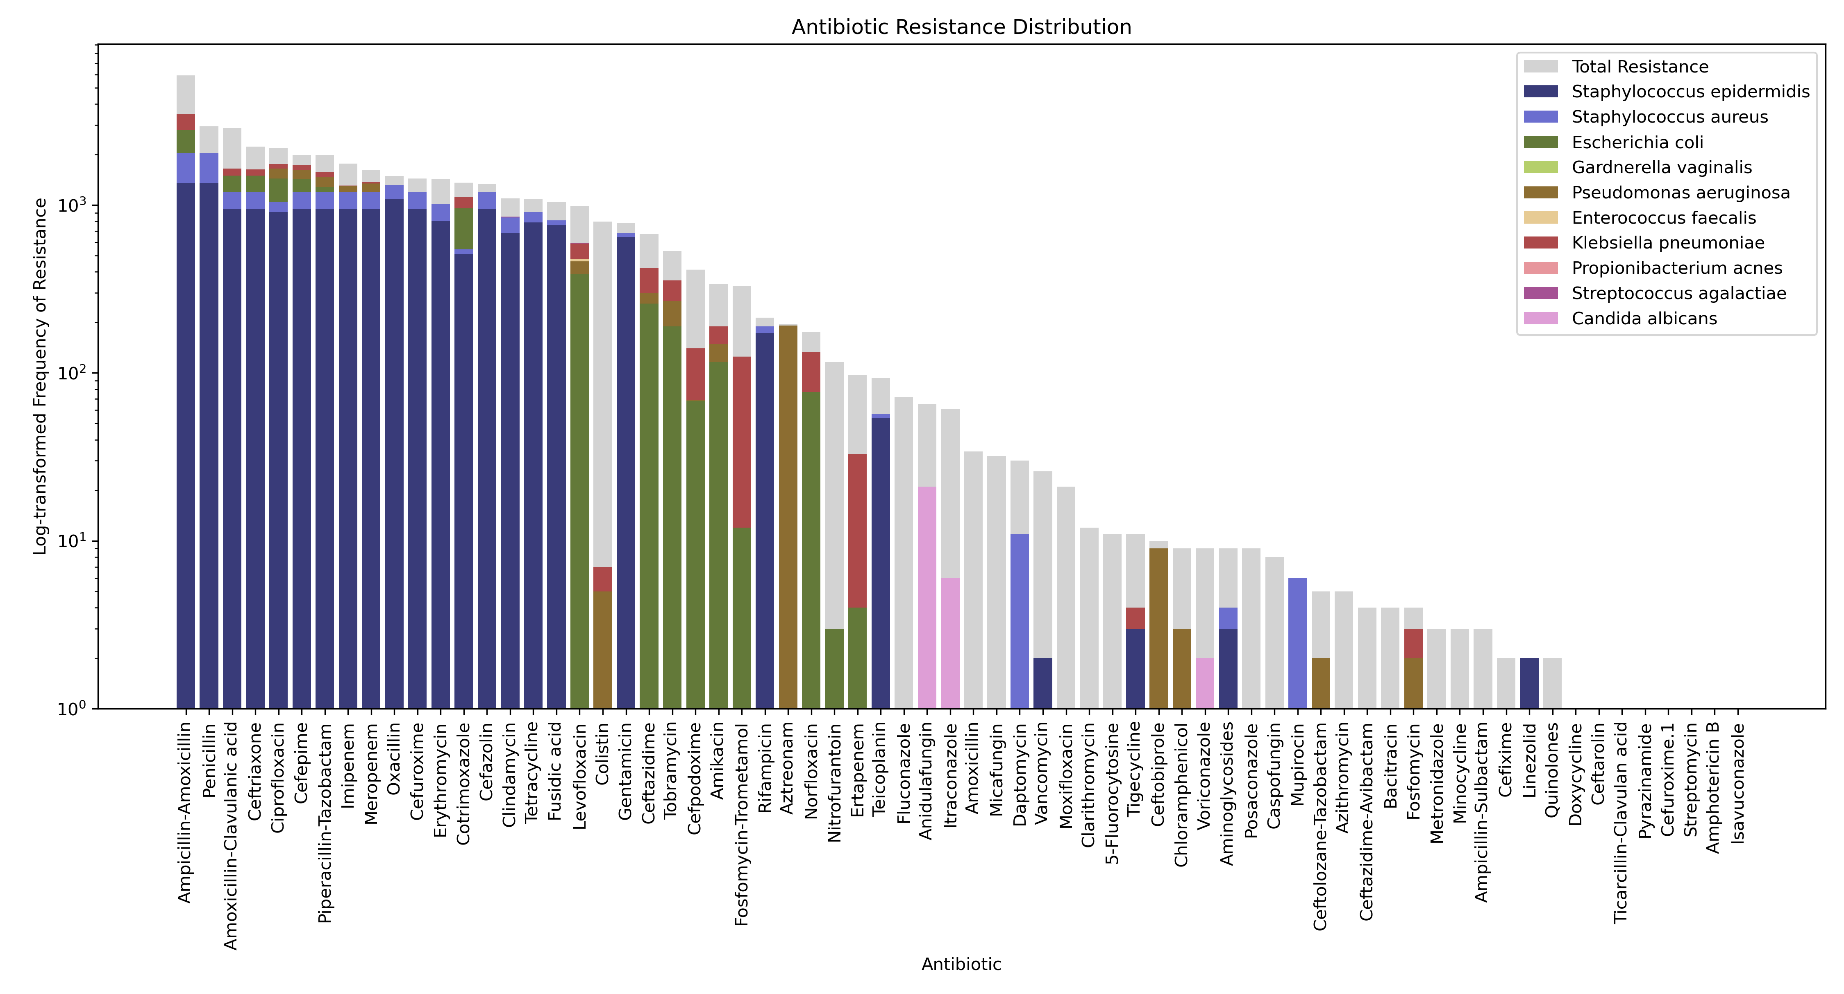 Antibiotic Resistance Distribution
Total Resistance
Staphylococcus epidermidis
Staphylococcus aureus
Escherichia coli
Gardnerella vaginalis
Pseudomonas aeruginosa
Enterococcus faecalis
Klebsiella pneumoniae
Propionibacterium acnes
Streptococcus agalactiae
Candida albicans
Log-transformed Frequency of Resistance
10³
10²
10¹
10⁰
Ampicillin-Amoxicillin
Penicillin
Amoxicillin-Clavulanic acid
Ceftriaxone
Ciprofloxacin
Cefepime
Piperacillin-Tazobactam
Imipenem
Meropenem
Oxacillin
Cefuroxime
Erythromycin
Cotrimoxazole
Cefazolin
Clindamycin
Tetracycline
Fusidic acid
Levofloxacin
Colistin
Gentamicin
Ceftazidime
Tobramycin
Cefpodoxime
Amikacin
Fosfomycin-Trometamol
Rifampicin
Aztreonam
Norfloxacin
Nitrofurantoin
Ertapenem
Teicoplanin
Fluconazole
Anidulafungin
Itraconazole
Amoxicillin
Micafungin
Daptomycin
Vancomycin
Moxifloxacin
Clarithromycin
5-Fluorocytosine
Tigecycline
Ceftobiprole
Chloramphenicol
Voriconazole
Aminoglycosides
Posaconazole
Caspofungin
Mupirocin
Ceftolozane-Tazobactam
Azithromycin
Ceftazidime-Avibactam
Bacitracin
Fosfomycin
Metronidazole
Minocycline
Ampicillin-Sulbactam
Cefixime
Linezolid
Quinolones
Doxycycline
Ceftarolin
Ticarcillin-Clavulan acid
Pyrazinamide
Cefuroxime.1
Streptomycin
Amphotericin B
Isavuconazole
Antibiotic